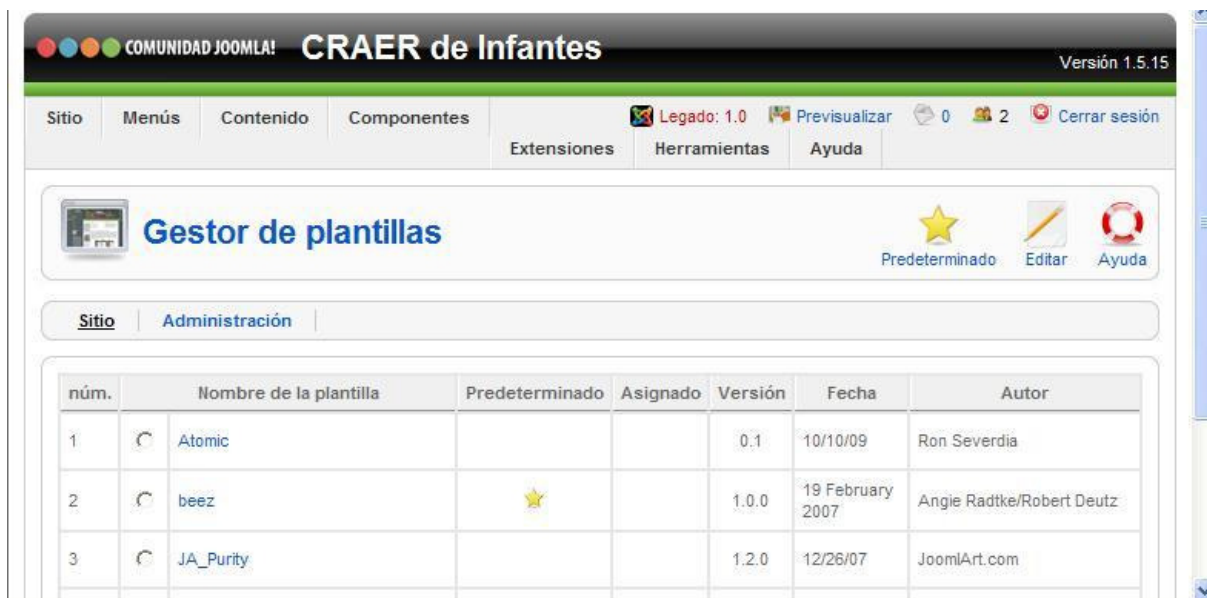 COMUNIDAD JOOMLA! CRAER de Infantes
Versión 1.5.15
Sitio Menús Contenido Componentes Legado: 1.0 Previsualizar 0 2 Cerrar sesión
Extensiones Herramientas Ayuda
Gestor de plantillas
Predeterminado Editar Ayuda
Sitio Administración
núm. Nombre de la plantilla Predeterminado Asignado Versión Fecha Autor
1 Atomic 0.1 10/10/09 Ron Severdia
2 beez 1.0.0 19 February 2007 Angie Radtke/Robert Deutz
3 JA_Purity 1.2.0 12/26/07 JoomlArt.com